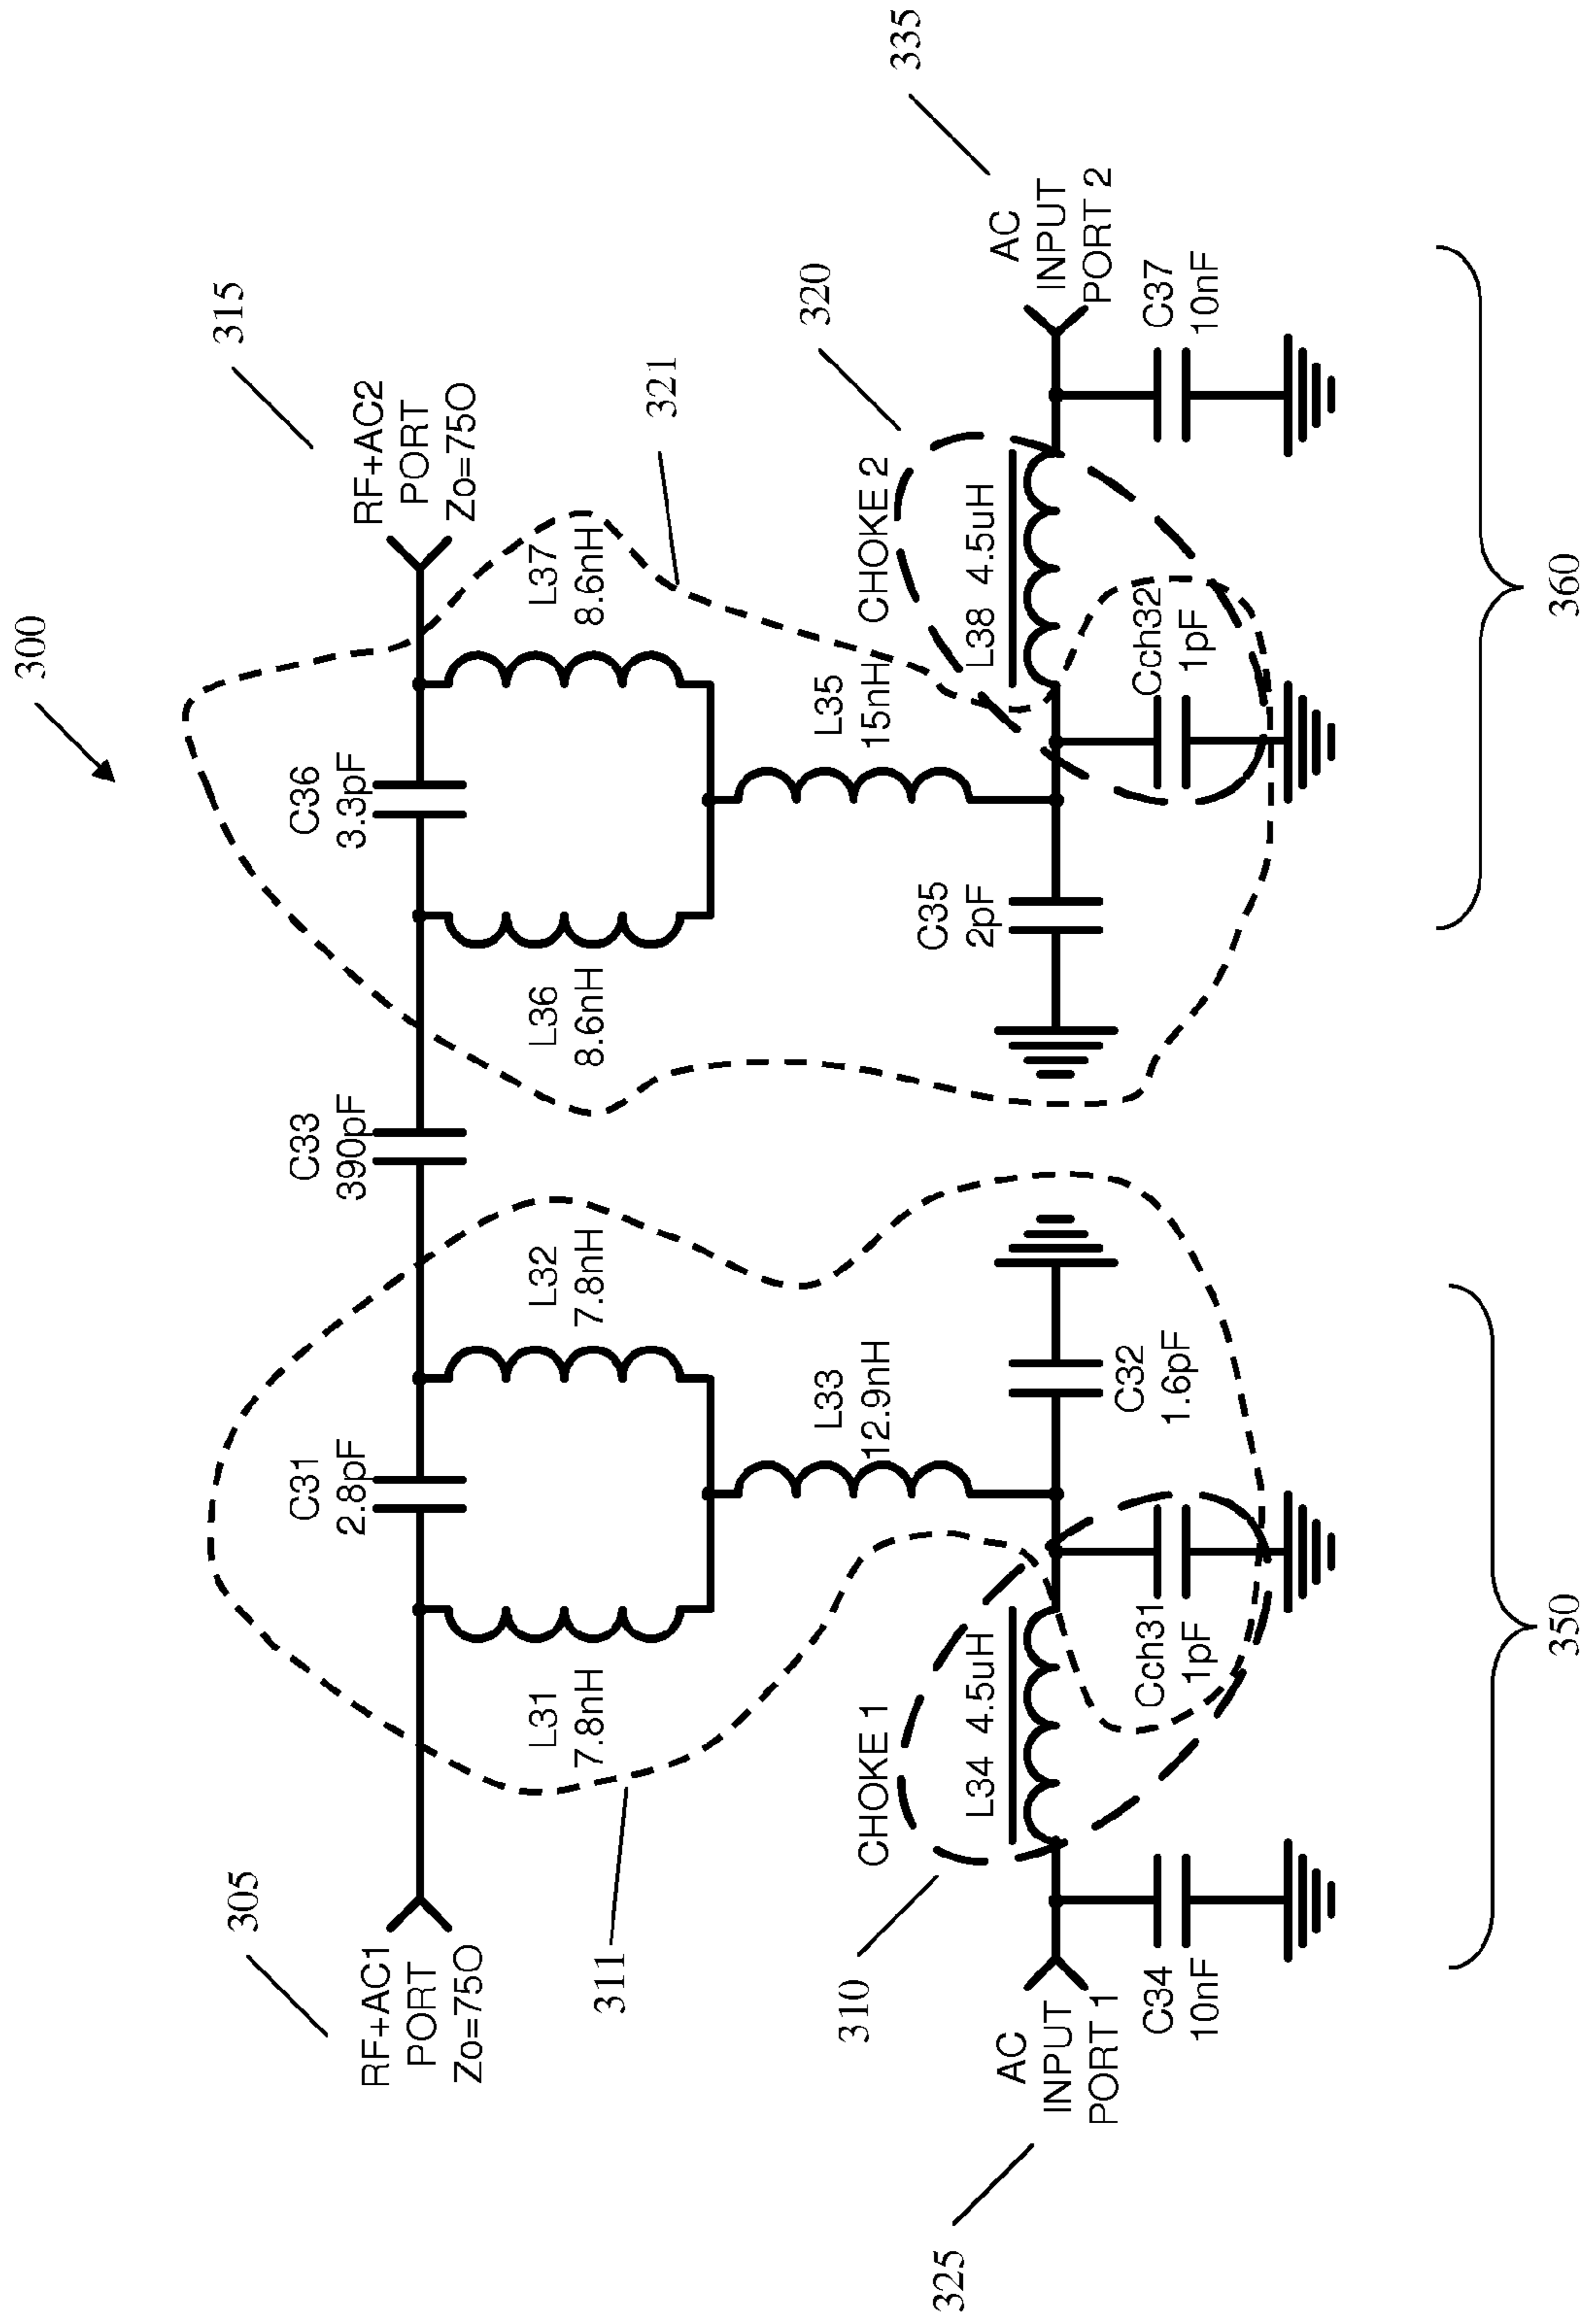 300
305
RF+AC1
PORT
Zo=75O
C31
2.8pF
C33
390pF
C36
3.3pF
RF+AC2
PORT
Zo=75O
315
L31
7.8nH
L32
7.8nH
L36
8.6nH
L37
8.6nH
311
321
310
CHOKE 1
L33
12.9nH
L35
15nH
CHOKE 2
320
L34 4.5uH
C35
2pF
L38 4.5uH
325
AC
INPUT
PORT 1
AC
INPUT
PORT 2
335
C34
10nF
Cch31
1pF
C32
1.6pF
Cch32
1pF
C37
10nF
350
360